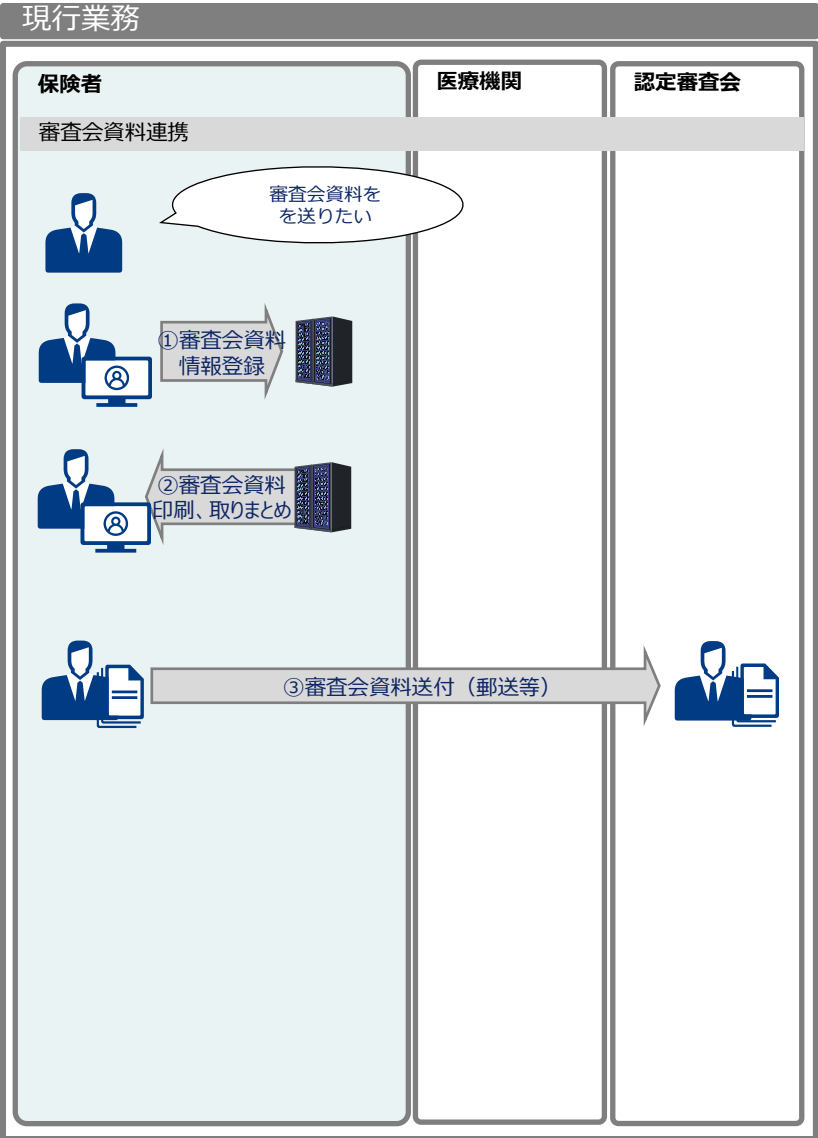 現行業務
保険者
医療機関
認定審査会
審査会資料連携
審査会資料を
を送りたい
①審査会資料
情報登録
②審査会資料
印刷、取りまとめ
③審査会資料送付（郵送等）